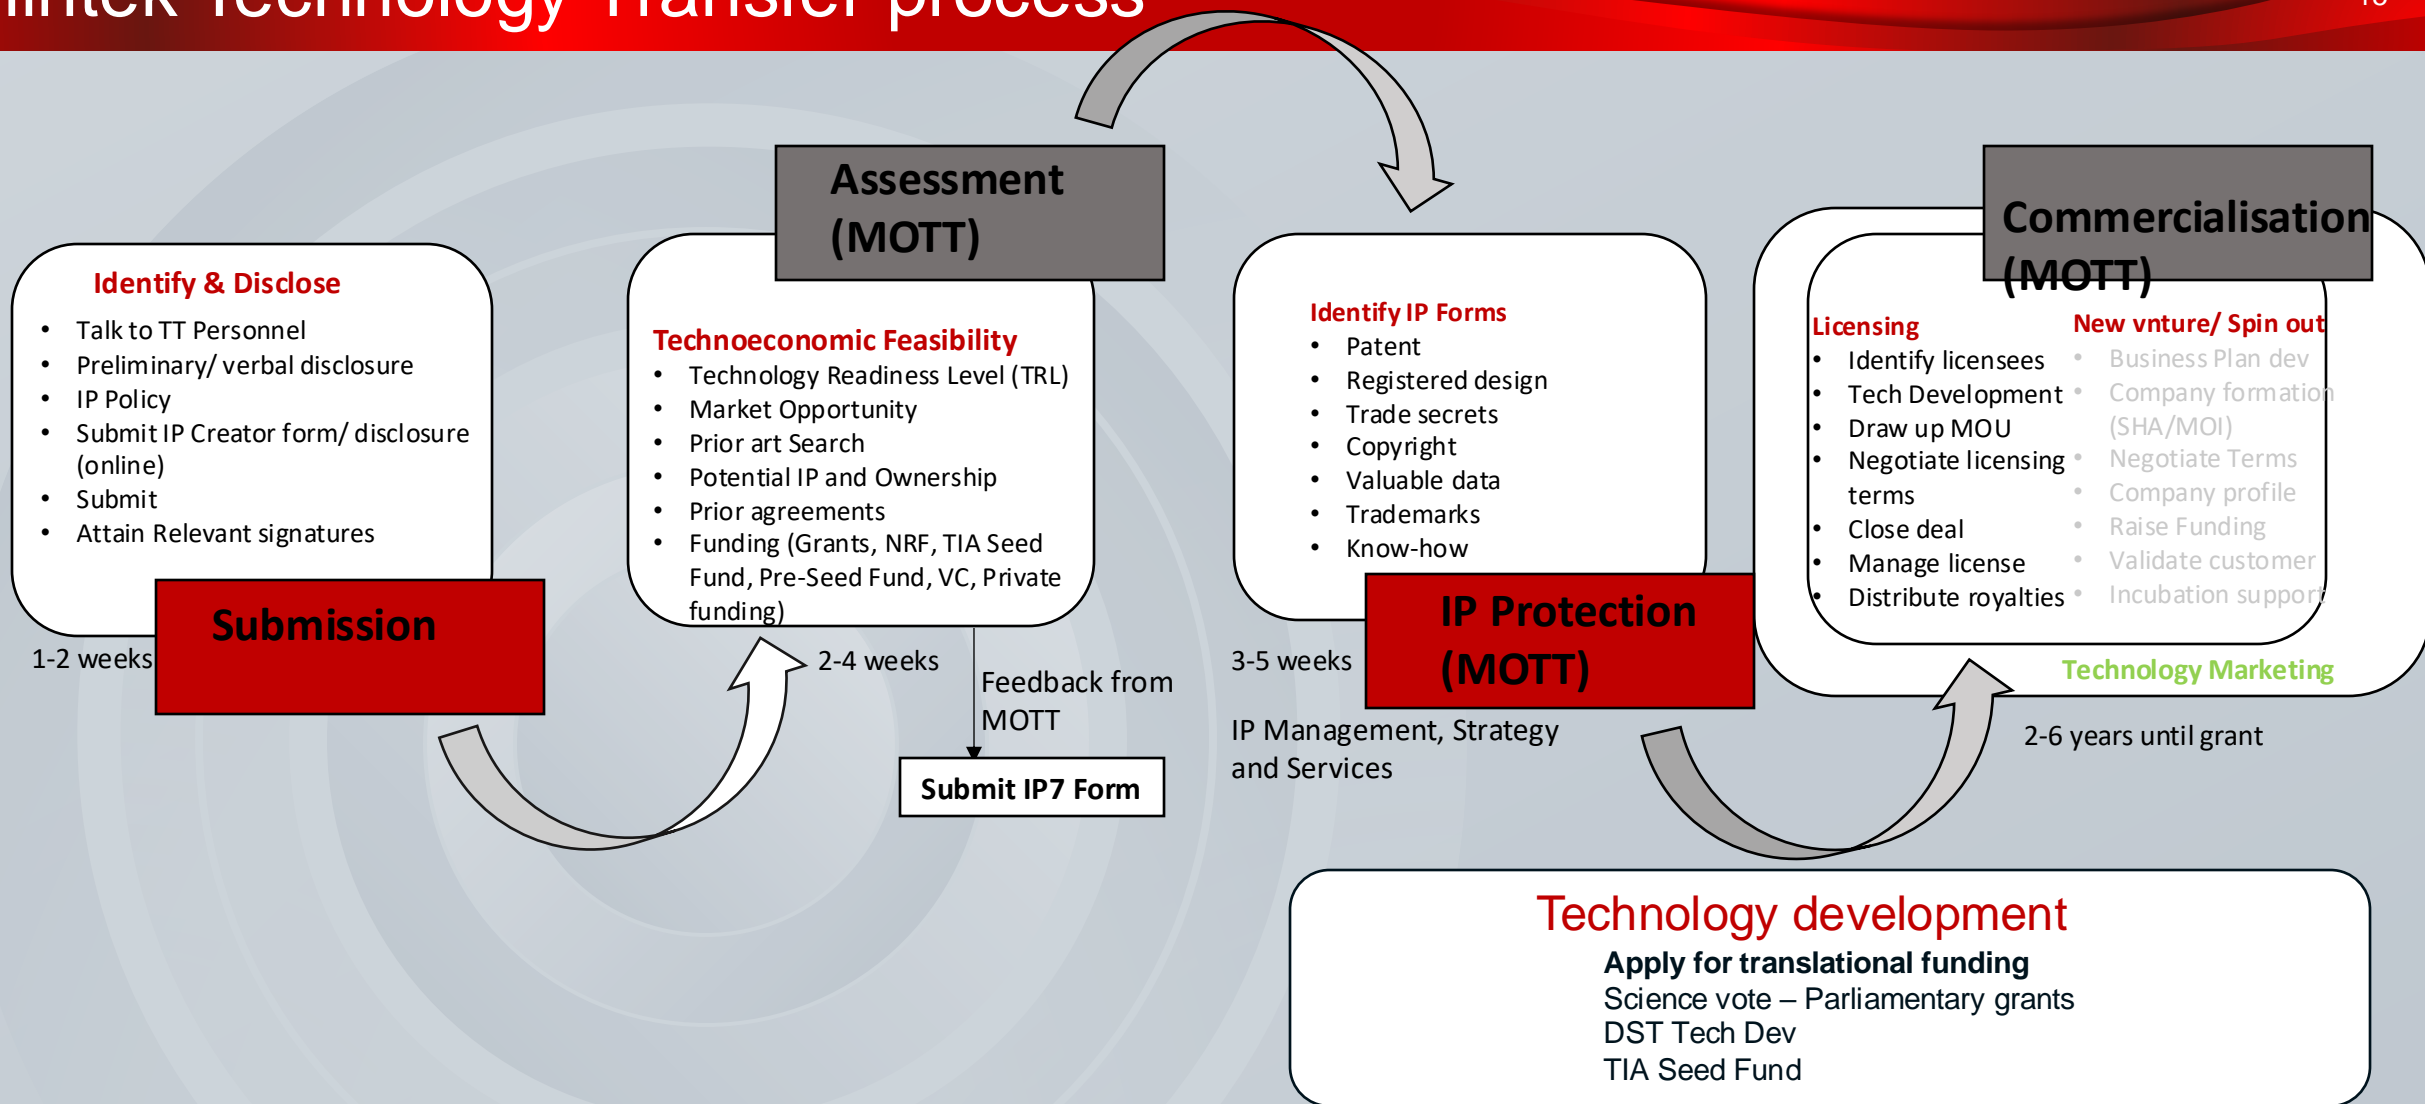 Technology Transfer process
Assessment
(MOTT)
Commercialisation
(MOTT)
Identify & Disclose
• Talk to TT Personnel
• Preliminary/ verbal disclosure
• IP Policy
• Submit IP Creator form/ disclosure
(online)
• Submit
• Attain Relevant signatures
Submission
1-2 weeks
Technoeconomic Feasibility
• Technology Readiness Level (TRL)
• Market Opportunity
• Prior art Search
• Potential IP and Ownership
• Prior agreements
• Funding (Grants, NRF, TIA Seed
Fund, Pre-Seed Fund, VC, Private
funding)
2-4 weeks
Feedback from
MOTT
Submit IP7 Form
Identify IP Forms
• Patent
• Registered design
• Trade secrets
• Copyright
• Valuable data
• Trademarks
• Know-how
IP Protection
(MOTT)
3-5 weeks
IP Management, Strategy
and Services
Licensing
• Identify licensees
• Tech Development
• Draw up MOU
• Negotiate licensing
terms
• Close deal
• Manage license
• Distribute royalties
New vnture/ Spin out
• Business Plan dev
• Company formation
(SHA/MOI)
• Negotiate Terms
• Company profile
• Raise Funding
• Validate customer
• Incubation support
Technology Marketing
2-6 years until grant
Technology development
Apply for translational funding
Science vote – Parliamentary grants
DST Tech Dev
TIA Seed Fund